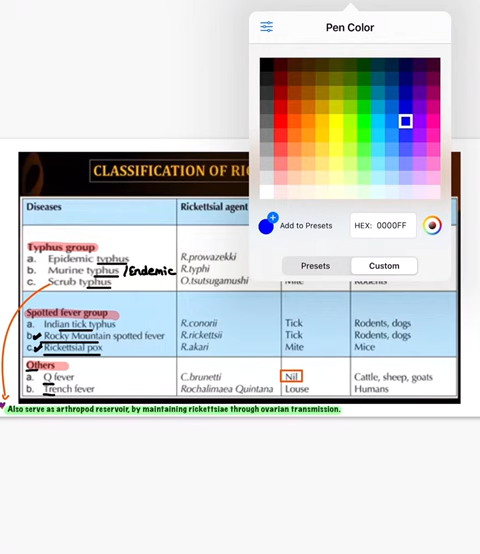 Pen Color
Add to Presets
HEX: 0000FF
Presets
Custom
CLASSIFICATION OF RIC
Diseases Rickettsial agent
Typhus group
a. Epidemic typhus R.prowazekki
b. Murine typhus /Endemic R.typhi
c. Scrub typhus O.tsutsugamushi Mite Rodents
Spotted fever group
a. Indian tick typhus R.conorii Tick Rodents, dogs
b. Rocky Mountain spotted fever R.rickettsii Tick Rodents, dogs
c. Rickettsial pox R.akari Mite Mice
Others
a. Q fever C.brunetti Nil Cattle, sheep, goats
b. Trench fever Rochalimaea Quintana Louse Humans
Also serve as arthropod reservoir, by maintaining rickettsiae through ovarian transmission.